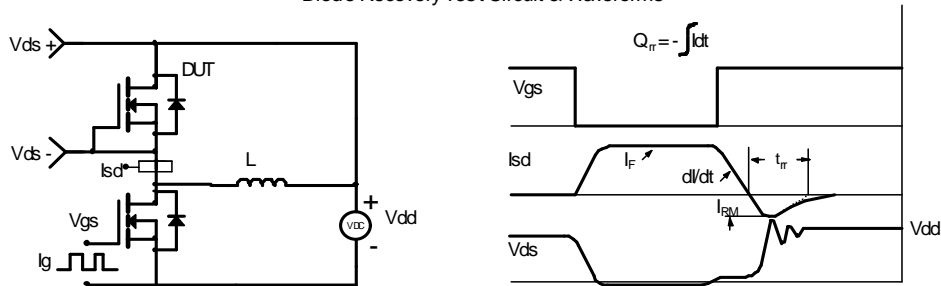 Diode Recovery Test Circuit & Waveforms
Vds +
DUT
Vds -
Isd
L
Vgs
Ig
VDC
+
-
Vdd
Q_rr = - ∫ Idt
Vgs
Isd
I_F
dI/dt
t_rr
I_RM
Vds
Vdd